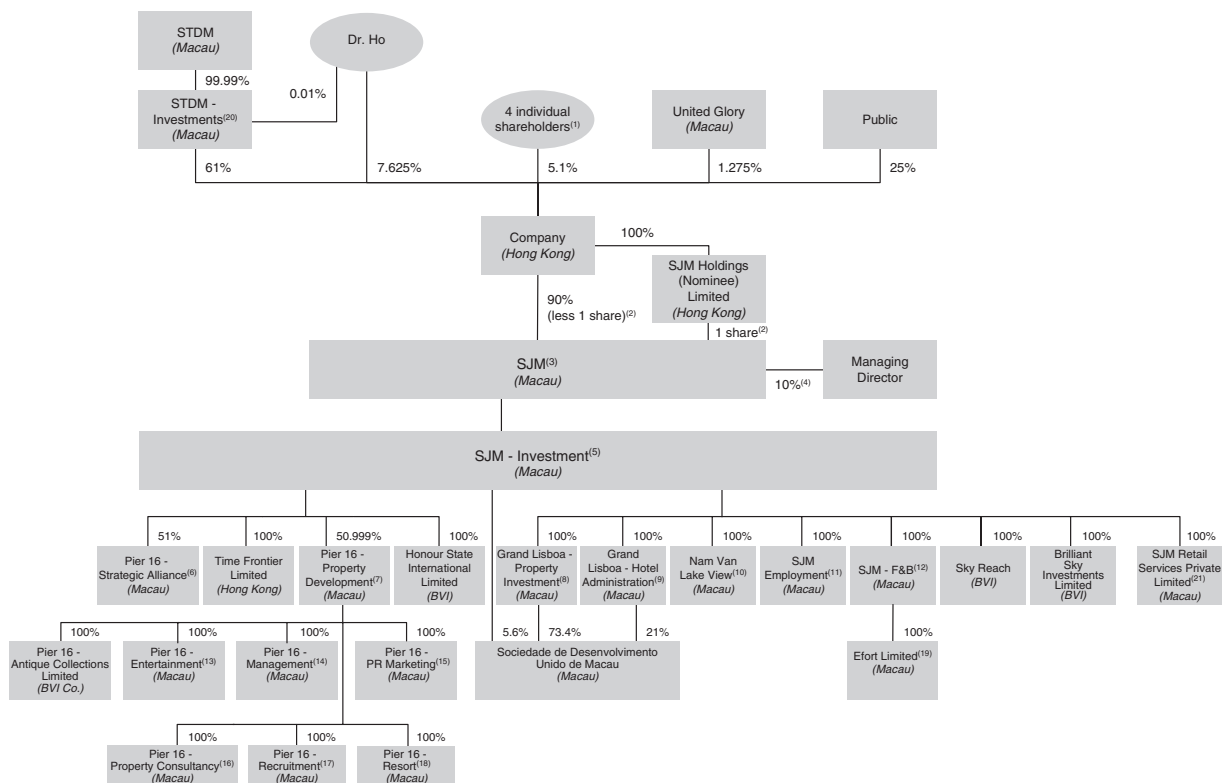 STDM
(Macau)
Dr. Ho
99.99%
0.01%
STDM -
Investments(20)
(Macau)
4 individual
shareholders(1)
United Glory
(Macau)
Public
61%
7.625%
5.1%
1.275%
25%
Company
(Hong Kong)
100%
SJM Holdings
(Nominee)
Limited
(Hong Kong)
90%
(less 1 share)(2)
1 share(2)
SJM(3)
(Macau)
10%(4)
Managing
Director
SJM - Investment(5)
(Macau)
51%
100%
50.999%
100%
100%
100%
100%
100%
100%
100%
100%
100%
Pier 16 -
Strategic Alliance(6)
(Macau)
Time Frontier
Limited
(Hong Kong)
Pier 16 -
Property
Development(7)
(Macau)
Honour State
International
Limited
(BVI)
Grand Lisboa -
Property
Investment(8)
(Macau)
Grand
Lisboa - Hotel
Administration(9)
(Macau)
Nam Van
Lake View(10)
(Macau)
SJM
Employment(11)
(Macau)
SJM - F&B(12)
(Macau)
Sky Reach
(BVI)
Brilliant
Sky
Investments
Limited
(BVI)
SJM Retail
Services Private
Limited(21)
(Macau)
100%
100%
100%
100%
5.6%
73.4%
21%
100%
Pier 16 -
Antique Collections
Limited
(BVI Co.)
Pier 16 -
Entertainment(13)
(Macau)
Pier 16 -
Management(14)
(Macau)
Pier 16 -
PR Marketing(15)
(Macau)
Sociedade de Desenvolvimento
Unido de Macau
(Macau)
Efort Limited(19)
(Macau)
100%
100%
100%
Pier 16 -
Property Consultancy(16)
(Macau)
Pier 16 -
Recruitment(17)
(Macau)
Pier 16 -
Resort(18)
(Macau)